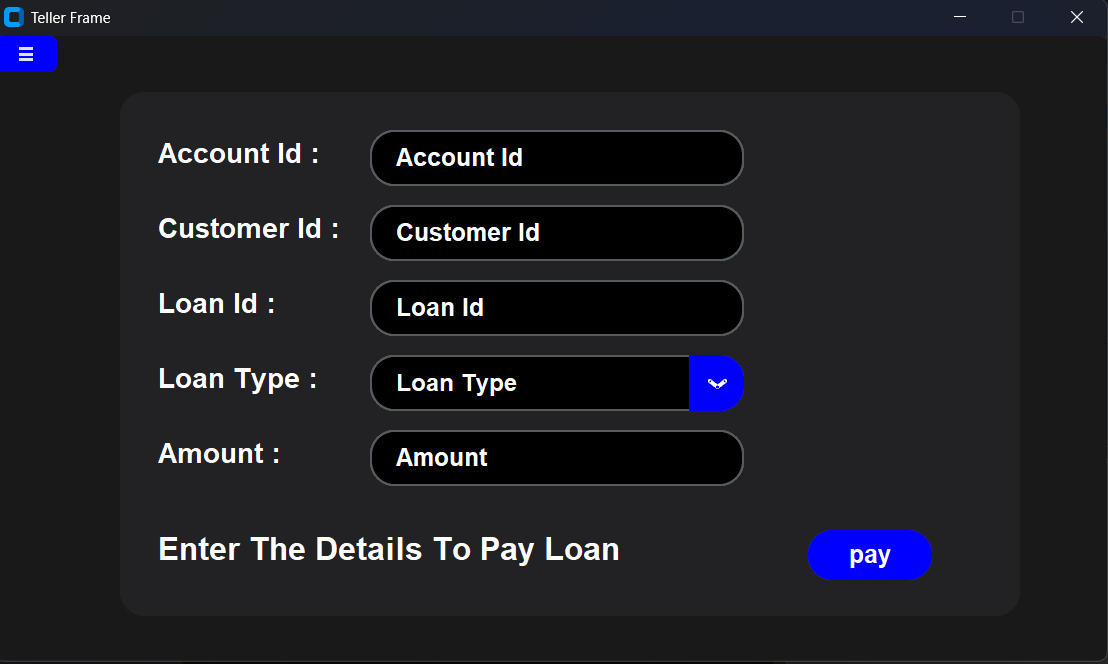 Teller Frame
Account Id : Account Id
Customer Id : Customer Id
Loan Id : Loan Id
Loan Type : Loan Type
Amount : Amount
Enter The Details To Pay Loan pay